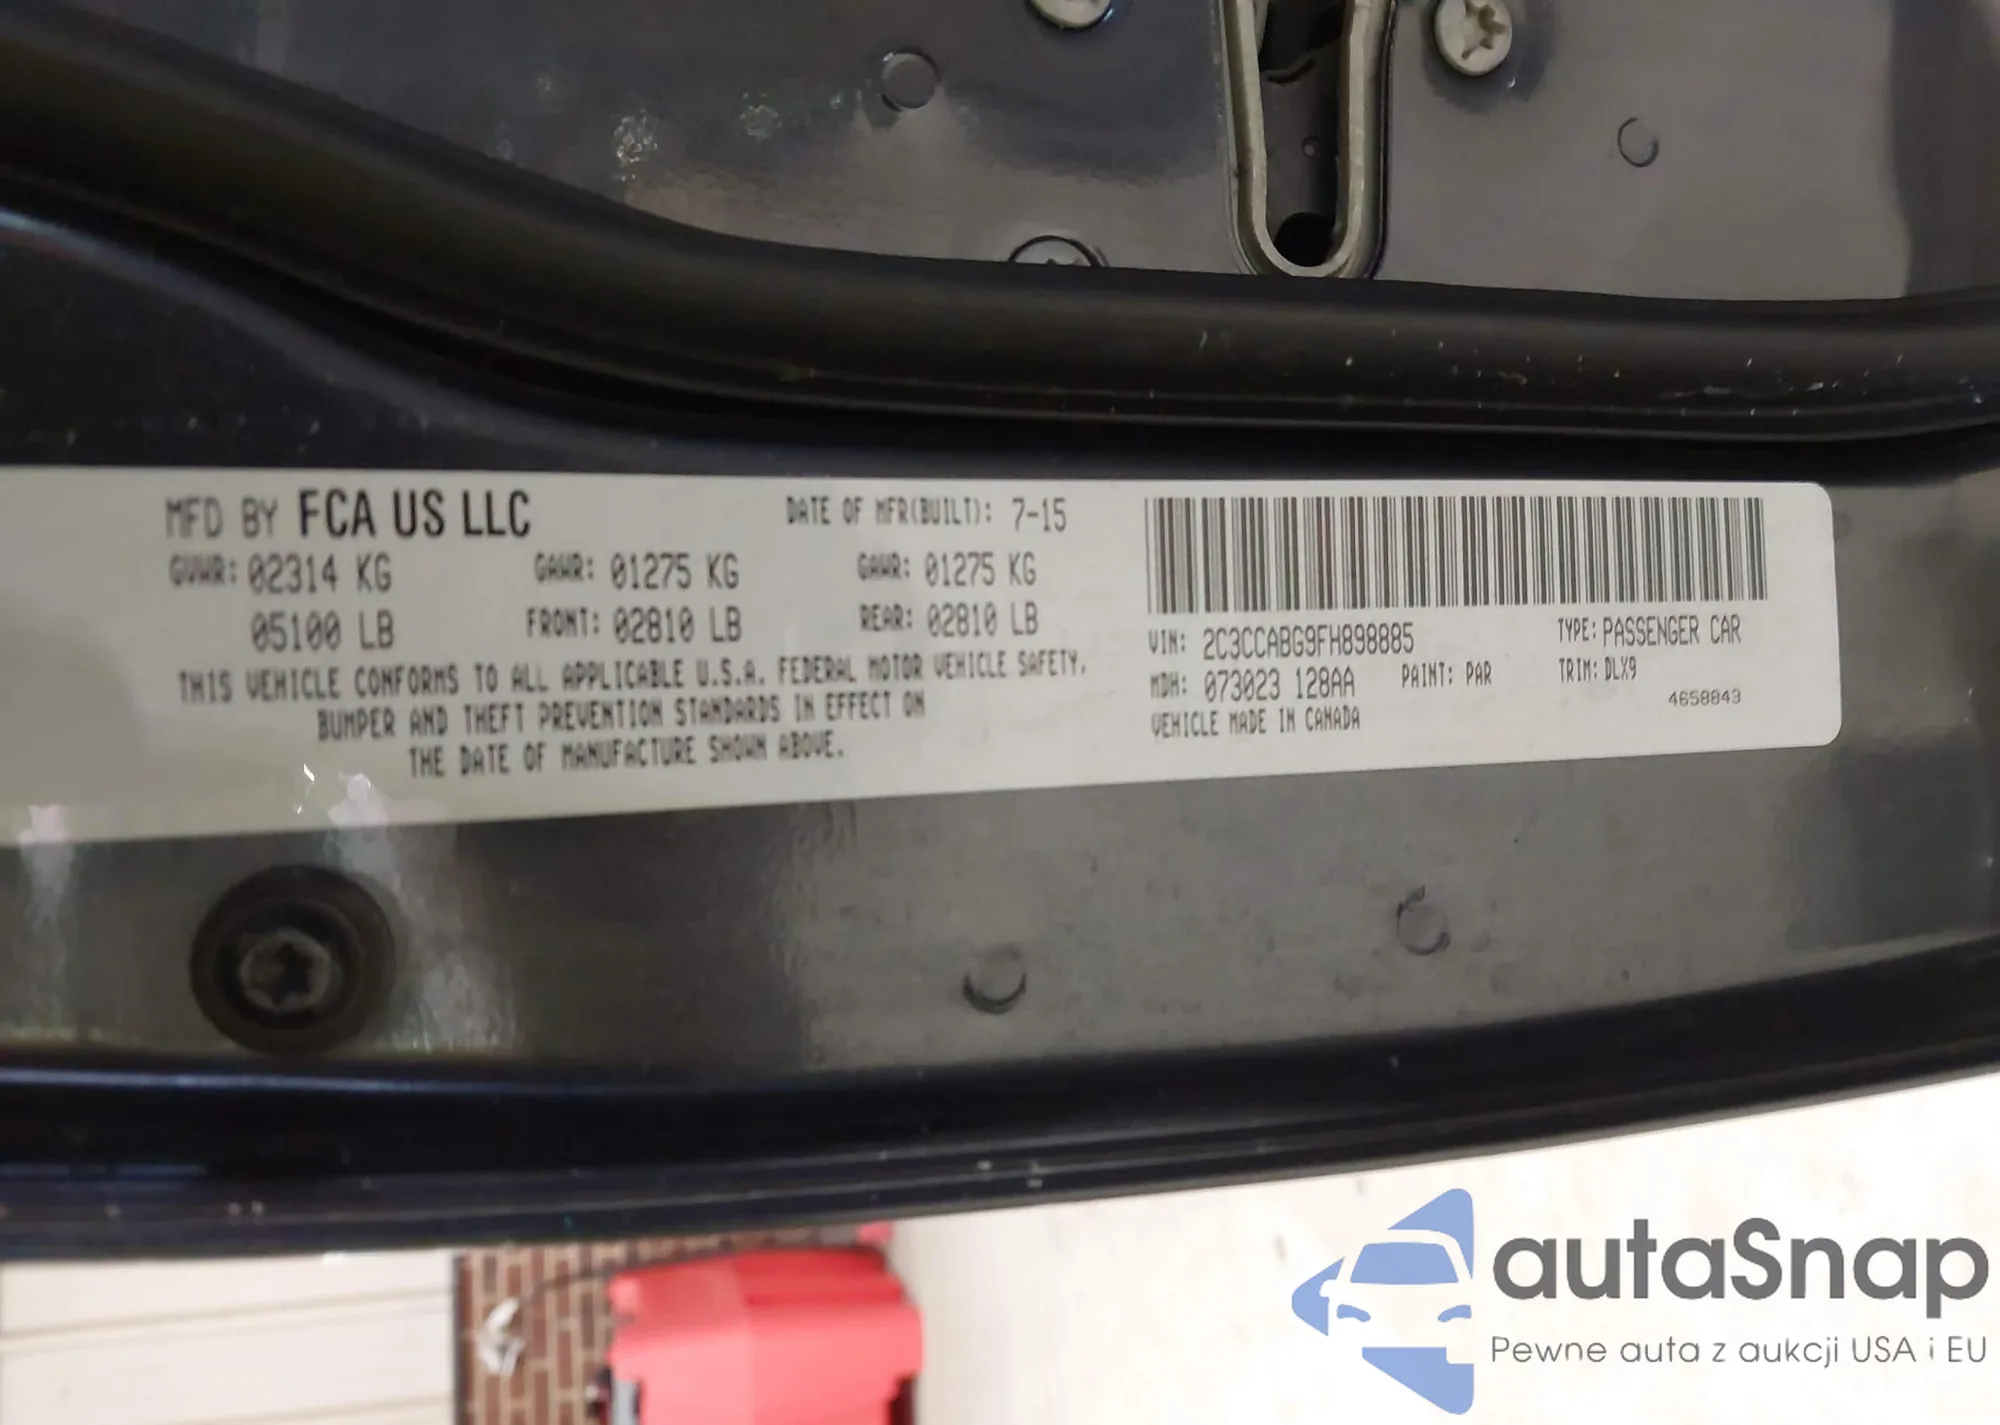 MFD BY FCA US LLC DATE OF MFR(BUILT): 7-15
GVWR: 02314 KG GAWR: 01275 KG GAWR: 01275 KG
05100 LB FRONT: 02810 LB REAR: 02810 LB
THIS VEHICLE CONFORMS TO ALL APPLICABLE U.S.A. FEDERAL MOTOR VEHICLE SAFETY,
BUMPER AND THEFT PREVENTION STANDARDS IN EFFECT ON
THE DATE OF MANUFACTURE SHOWN ABOVE.
VIN: 2C3CCABG9FH898885 TYPE: PASSENGER CAR
MDH: 073023 128AA PAINT: PAR TRIM: DLX9
VEHICLE MADE IN CANADA 4658843
autaSnap
Pewne auta z aukcji USA i EU